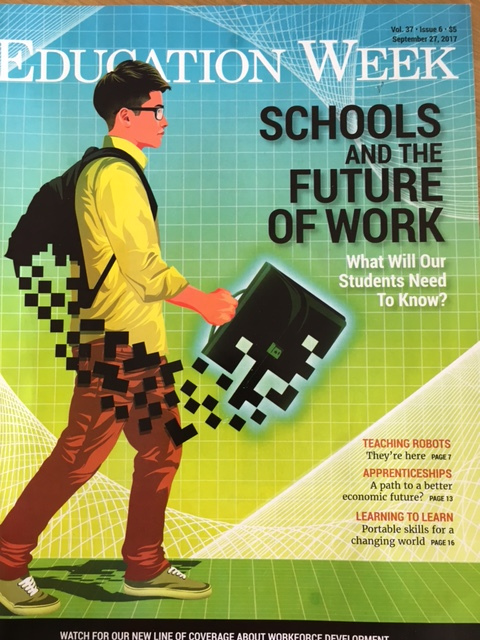 Vol. 37 • Issue 6 • $5
September 27, 2017
EDUCATION WEEK
SCHOOLS
AND THE
FUTURE
OF WORK
What Will Our
Students Need
To Know?
TEACHING ROBOTS
They're here PAGE 7
APPRENTICESHIPS
A path to a better
economic future? PAGE 13
LEARNING TO LEARN
Portable skills for a
changing world PAGE 16
WATCH FOR OUR NEW LINE OF COVERAGE ABOUT WORKFORCE DEVELOPMENT